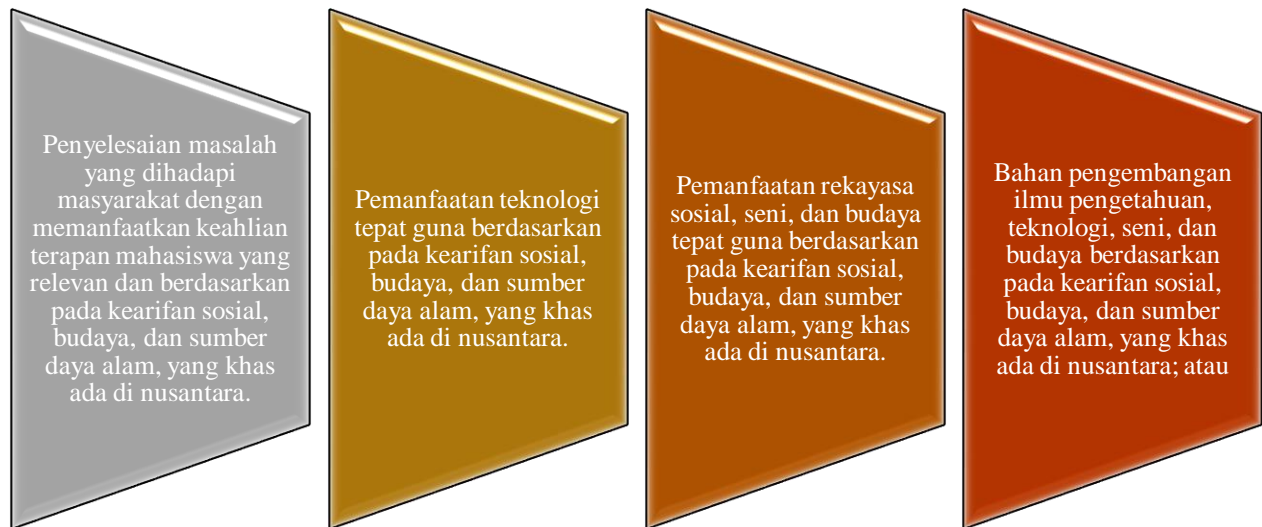 Penyelesaian masalah
yang dihadapi
masyarakat dengan
memanfaatkan keahlian
terapan mahasiswa yang
relevan dan berdasarkan
pada kearifan sosial,
budaya, dan sumber
daya alam, yang khas
ada di nusantara.
Pemanfaatan teknologi
tepat guna berdasarkan
pada kearifan sosial,
budaya, dan sumber
daya alam, yang khas
ada di nusantara.
Pemanfaatan rekayasa
sosial, seni, dan budaya
tepat guna berdasarkan
pada kearifan sosial,
budaya, dan sumber
daya alam, yang khas
ada di nusantara.
Bahan pengembangan
ilmu pengetahuan,
teknologi, seni, dan
budaya berdasarkan
pada kearifan sosial,
budaya, dan sumber
daya alam, yang khas
ada di nusantara; atau